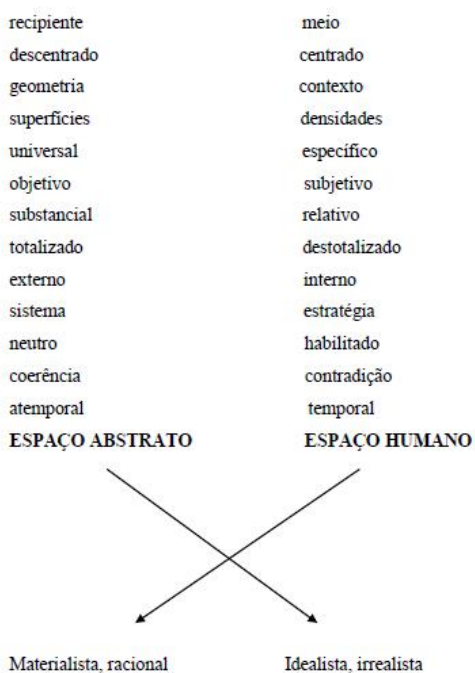 recipiente meio
descentrado centrado
geometria contexto
superfícies densidades
universal específico
objetivo subjetivo
substancial relativo
totalizado destotalizado
externo interno
sistema estratégia
neutro habilitado
coerência contradição
atemporal temporal
ESPAÇO ABSTRATO ESPAÇO HUMANO
Materialista, racional Idealista, irrealista